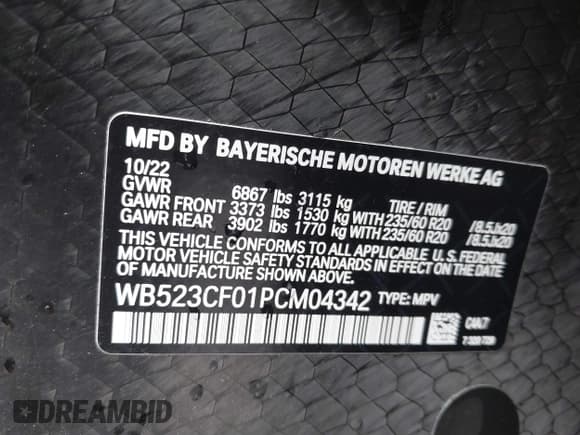 MFD BY BAYERISCHE MOTOREN WERKE AG
10/22
GVWR 6867 lbs 3115 kg TIRE / RIM
GAWR FRONT 3373 lbs 1530 kg WITH 235/60 R20 /8.5Jx20
GAWR REAR 3902 lbs 1770 kg WITH 235/60 R20 /8.5Jx20
THIS VEHICLE CONFORMS TO ALL APPLICABLE U.S. FEDERAL
MOTOR VEHICLE SAFETY STANDARDS IN EFFECT ON THE DATE
OF MANUFACTURE SHOWN ABOVE.
WB523CF01PCM04342 TYPE: MPV
DREAMBID